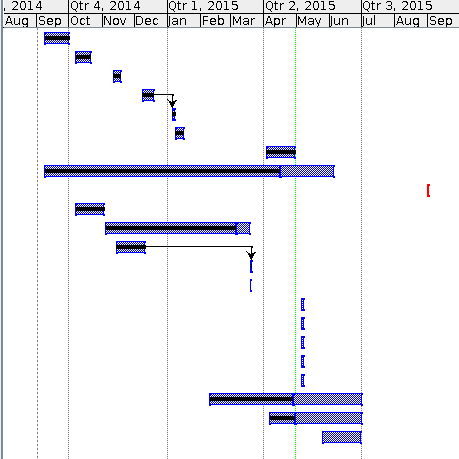 , 2014 Qtr 4, 2014 Qtr 1, 2015 Qtr 2, 2015 Qtr 3, 2015
Aug Sep Oct Nov Dec Jan Feb Mar Apr May Jun Jul Aug Sep